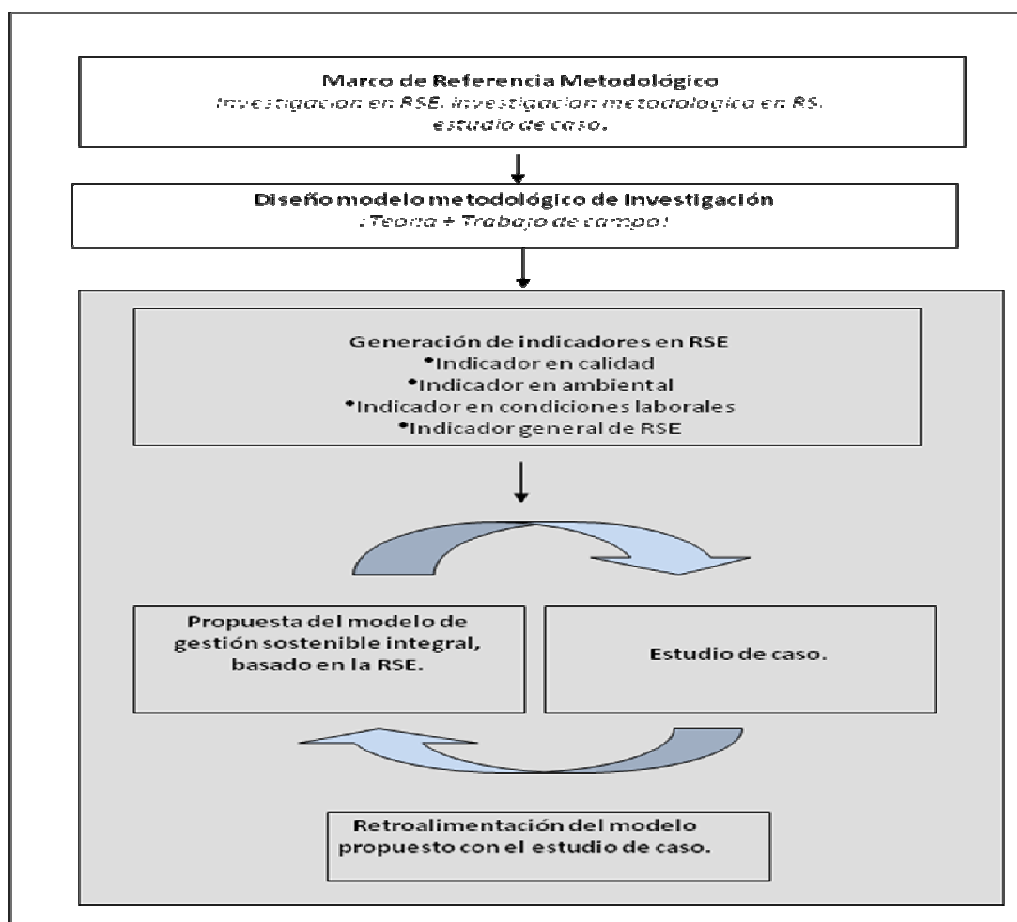 Marco de Referencia Metodológico
Investigacion en RSE, investigacion metodologica en RS,
estudio de caso.
Diseño modelo metodológico de Investigación
(Teoria + Trabajo de campo)
Generación de indicadores en RSE
•Indicador en calidad
•Indicador en ambiental
•Indicador en condiciones laborales
•Indicador general de RSE
Propuesta del modelo de
gestión sostenible integral,
basado en la RSE.
Estudio de caso.
Retroalimentación del modelo
propuesto con el estudio de caso.